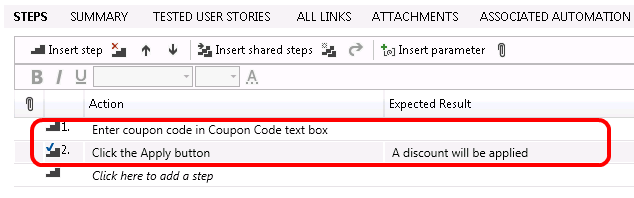 STEPS SUMMARY TESTED USER STORIES ALL LINKS ATTACHMENTS ASSOCIATED AUTOMATION
Insert step Insert shared steps Insert parameter
B I U A
Action Expected Result
1. Enter coupon code in Coupon Code text box
2. Click the Apply button A discount will be applied
Click here to add a step